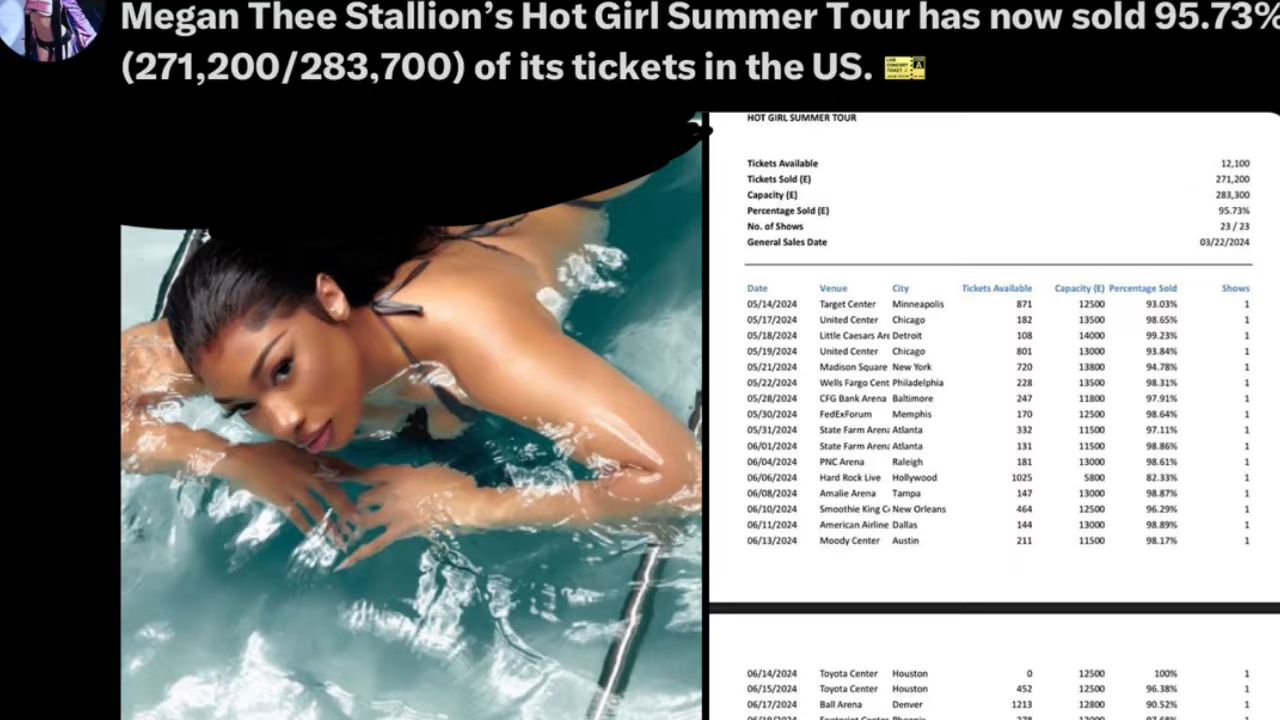 Megan Thee Stallion's Hot Girl Summer Tour has now sold 95.73%
(271,200/283,700) of its tickets in the US.
HOT GIRL SUMMER TOUR
Tickets Available 12,100
Tickets Sold (E) 271,200
Capacity (E) 283,300
Percentage Sold (E) 95.73%
No. of Shows 23 / 23
General Sales Date 03/22/2024
Date Venue City Tickets Available Capacity (E) Percentage Sold Shows
05/14/2024 Target Center Minneapolis 871 12500 93.03% 1
05/17/2024 United Center Chicago 182 13500 98.65% 1
05/18/2024 Little Caesars Are Detroit 108 14000 99.23% 1
05/19/2024 United Center Chicago 801 13000 93.84% 1
05/21/2024 Madison Square New York 720 13800 94.78% 1
05/22/2024 Wells Fargo Cent Philadelphia 228 13500 98.31% 1
05/28/2024 CFG Bank Arena Baltimore 247 11800 97.91% 1
05/30/2024 FedExForum Memphis 170 12500 98.64% 1
05/31/2024 State Farm Arena Atlanta 332 11500 97.11% 1
06/01/2024 State Farm Arena Atlanta 131 11500 98.86% 1
06/04/2024 PNC Arena Raleigh 181 13000 98.61% 1
06/06/2024 Hard Rock Live Hollywood 1025 5800 82.33% 1
06/08/2024 Amalie Arena Tampa 147 13000 98.87% 1
06/10/2024 Smoothie King C New Orleans 464 12500 96.29% 1
06/11/2024 American Airline Dallas 144 13000 98.89% 1
06/13/2024 Moody Center Austin 211 11500 98.17% 1
06/14/2024 Toyota Center Houston 0 12500 100% 1
06/15/2024 Toyota Center Houston 452 12500 96.38% 1
06/17/2024 Ball Arena Denver 1213 12800 90.52% 1